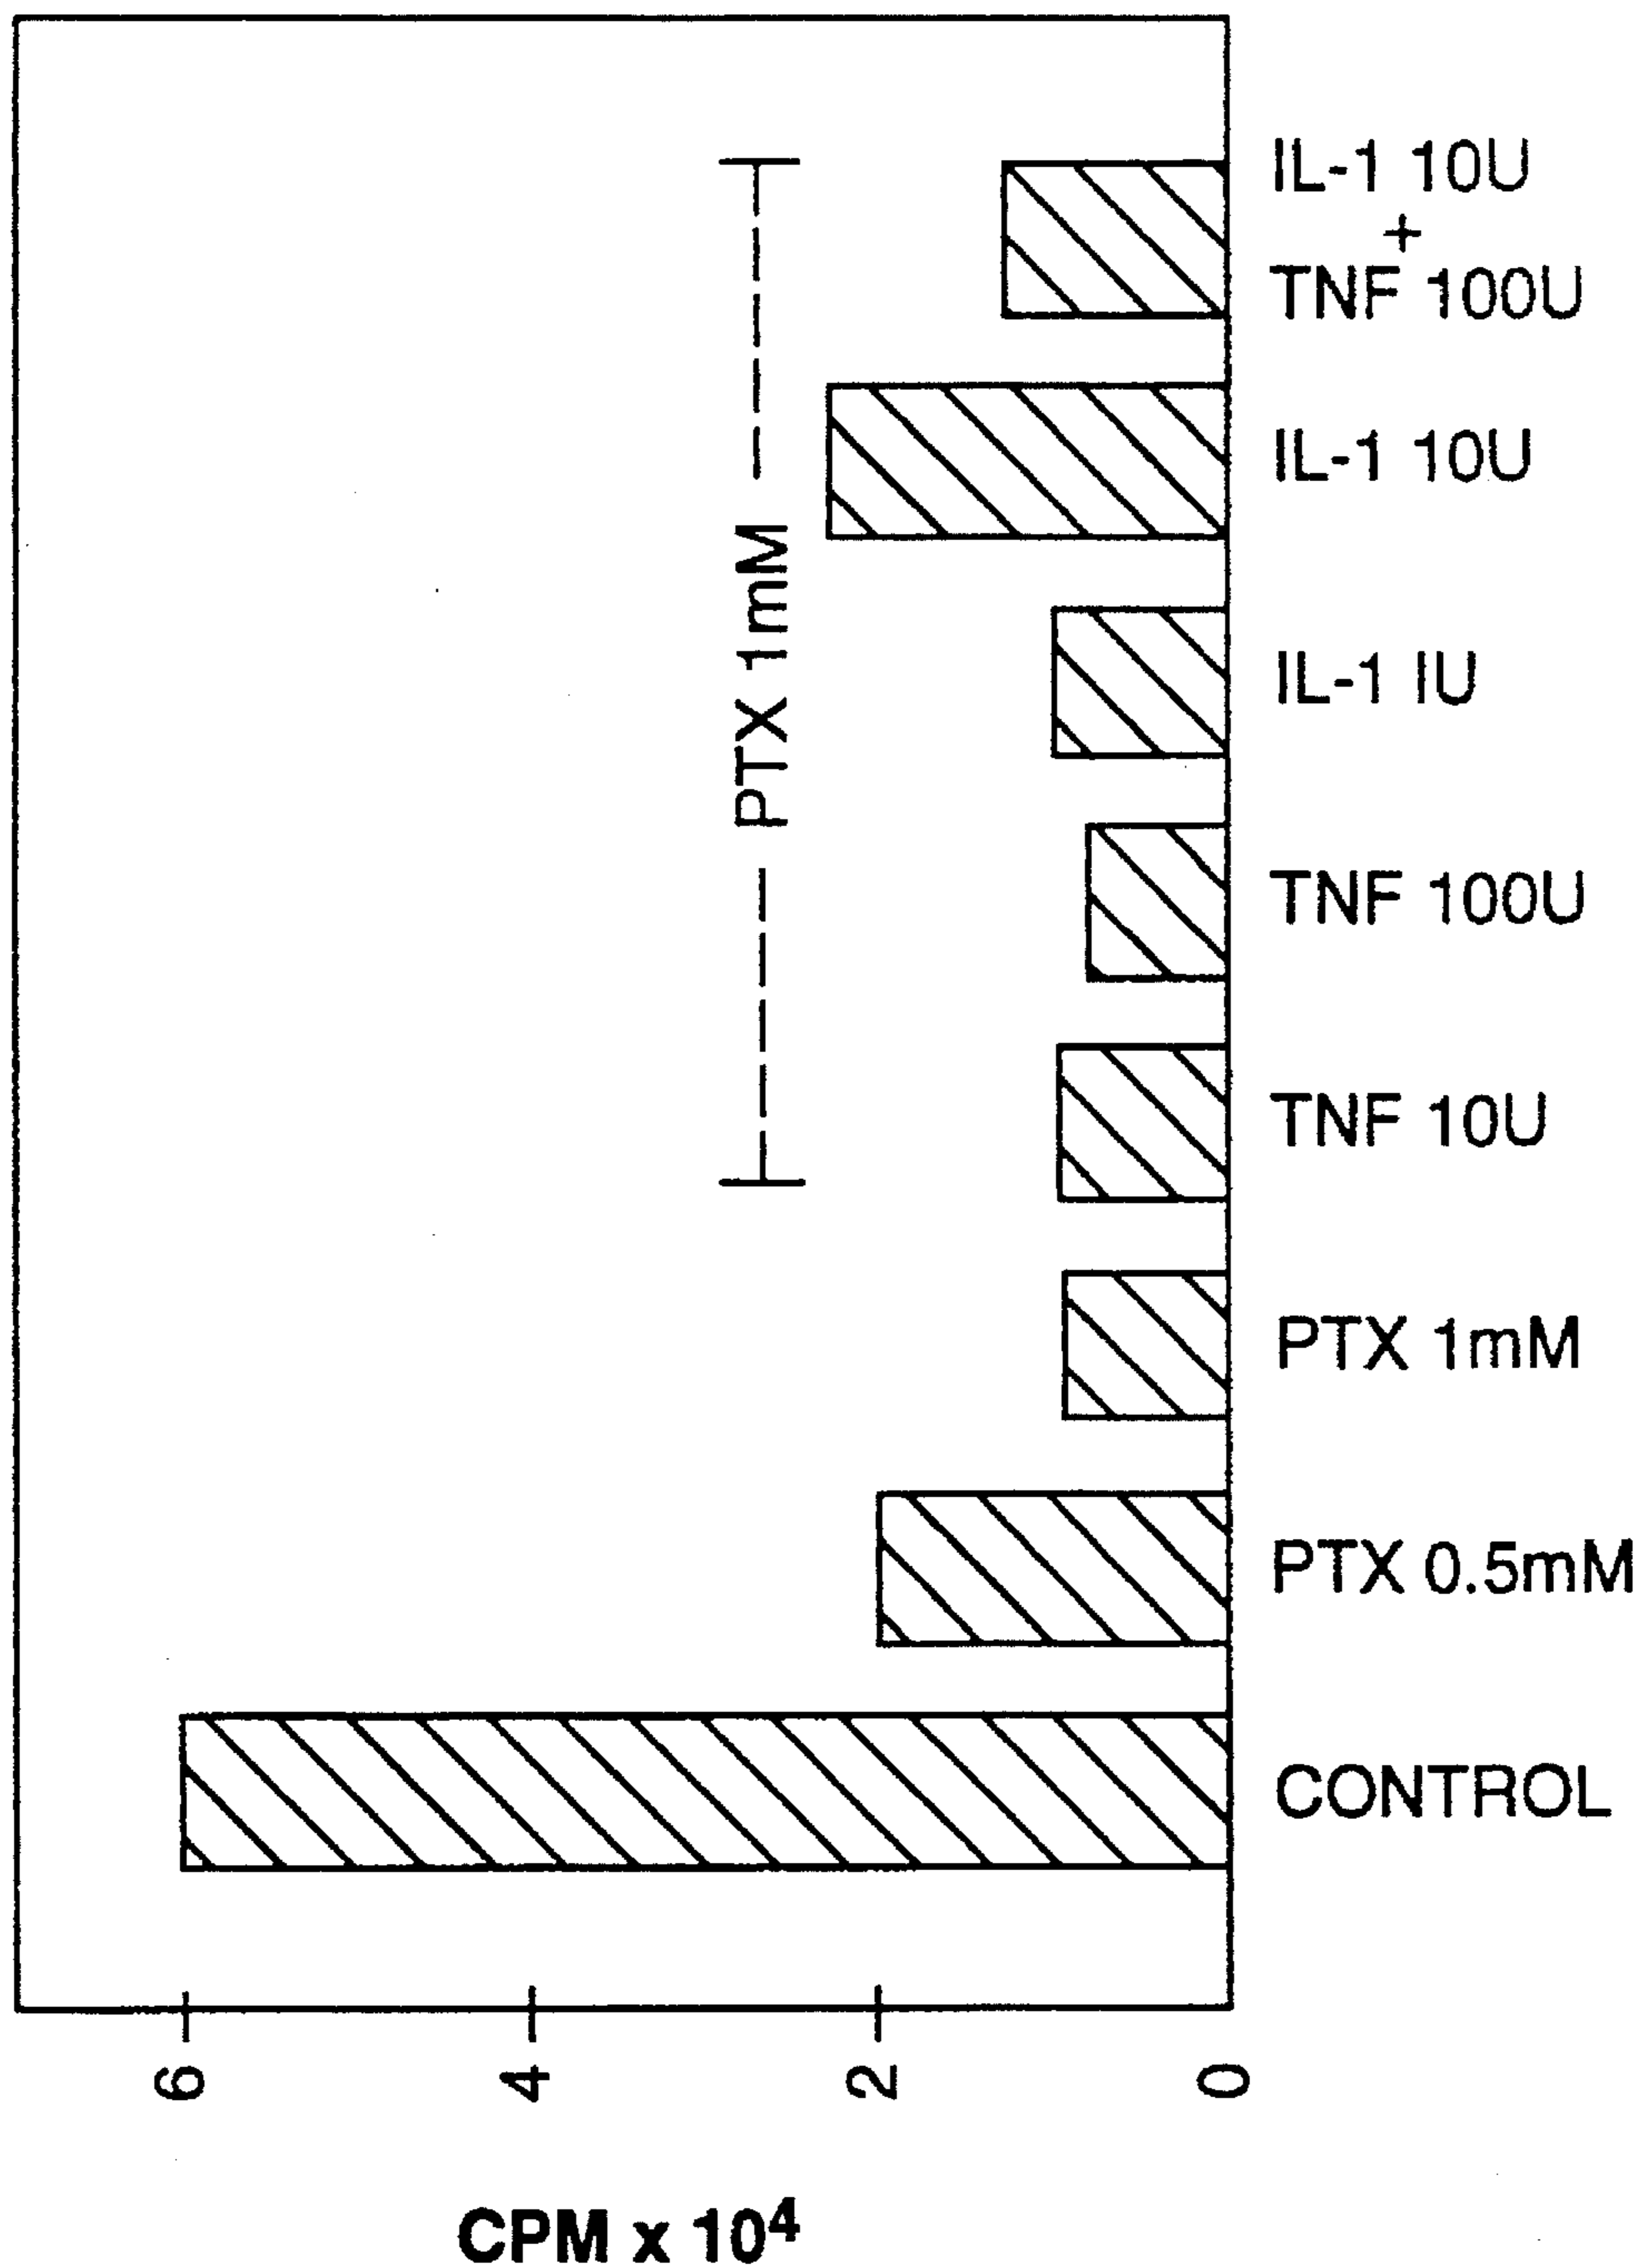 IL-1 10U
+
TNF 100U
IL-1 10U
IL-1 IU
TNF 100U
TNF 10U
PTX 1mM
PTX 0.5mM
CONTROL
PTX 1mM
6
4
2
0
CPM x 10⁴